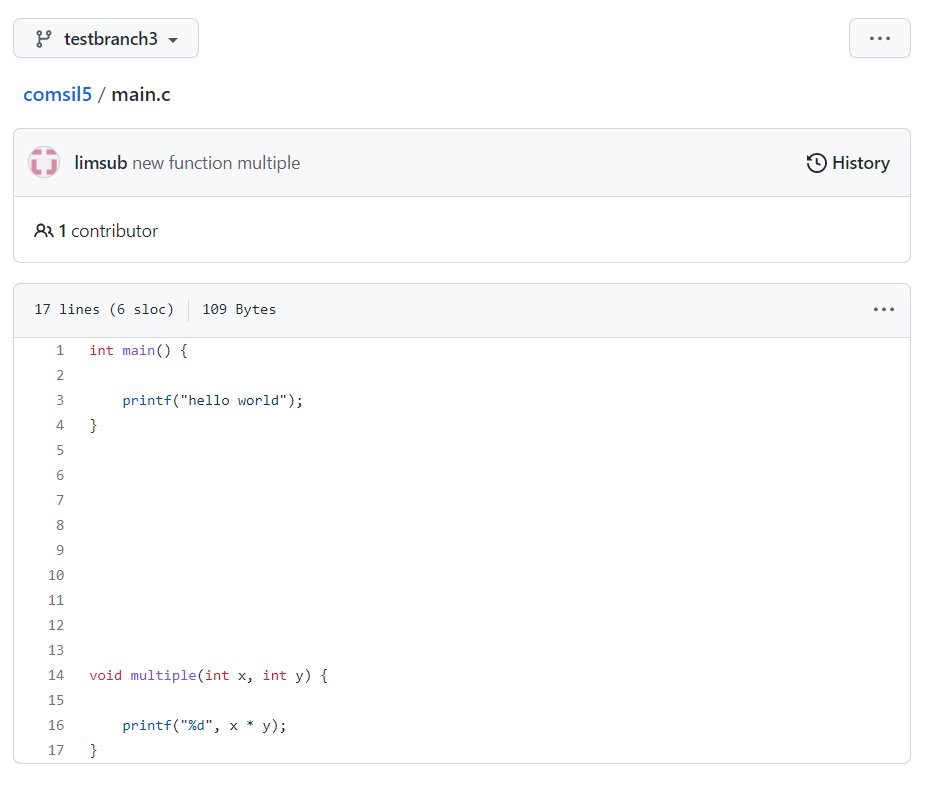 testbranch3
...
comsil5 / main.c
limsub new function multiple History
1 contributor
17 lines (6 sloc) 109 Bytes ...
1 int main() {
2
3     printf("hello world");
4 }
5
6
7
8
9
10
11
12
13
14 void multiple(int x, int y) {
15
16     printf("%d", x * y);
17 }